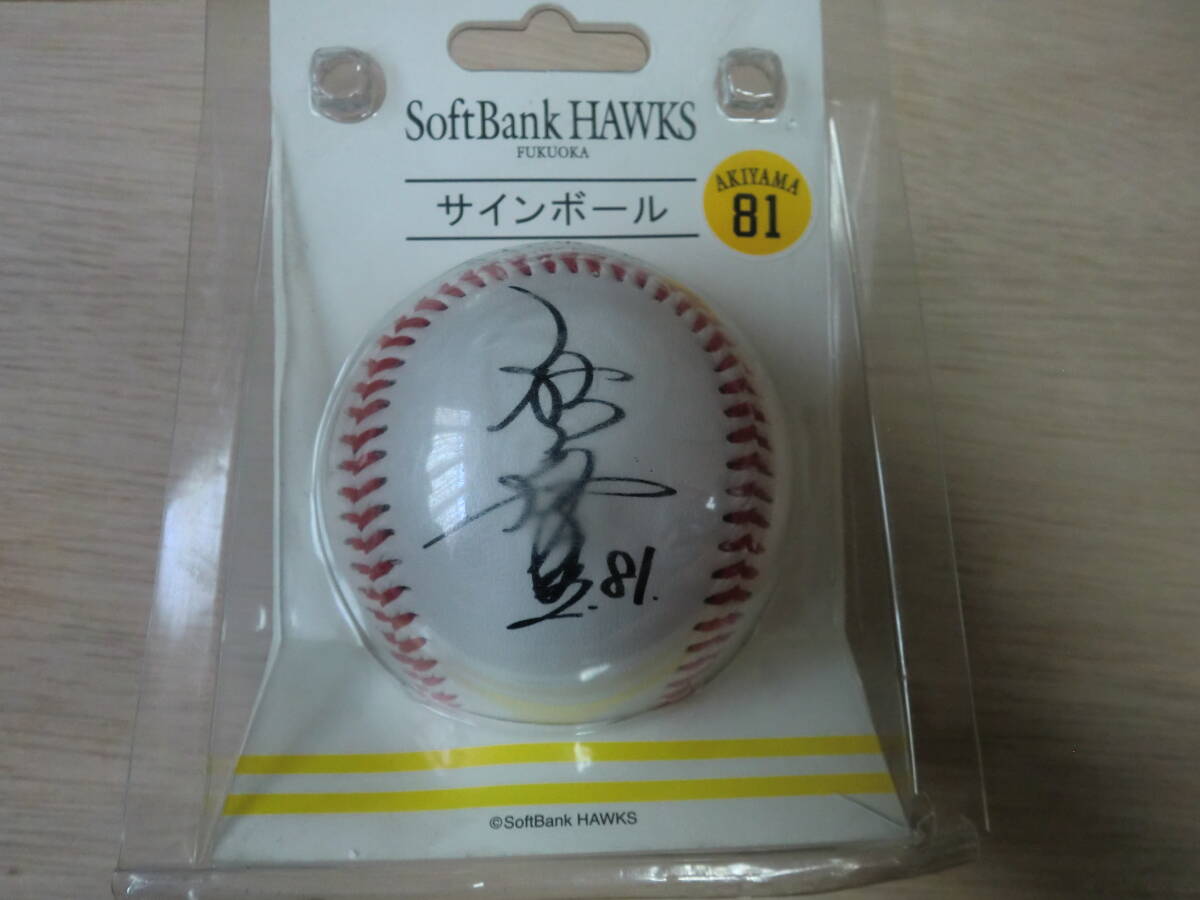 SoftBank HAWKS
FUKUOKA
サインボール
AKIYAMA
81
81.
©SoftBank HAWKS